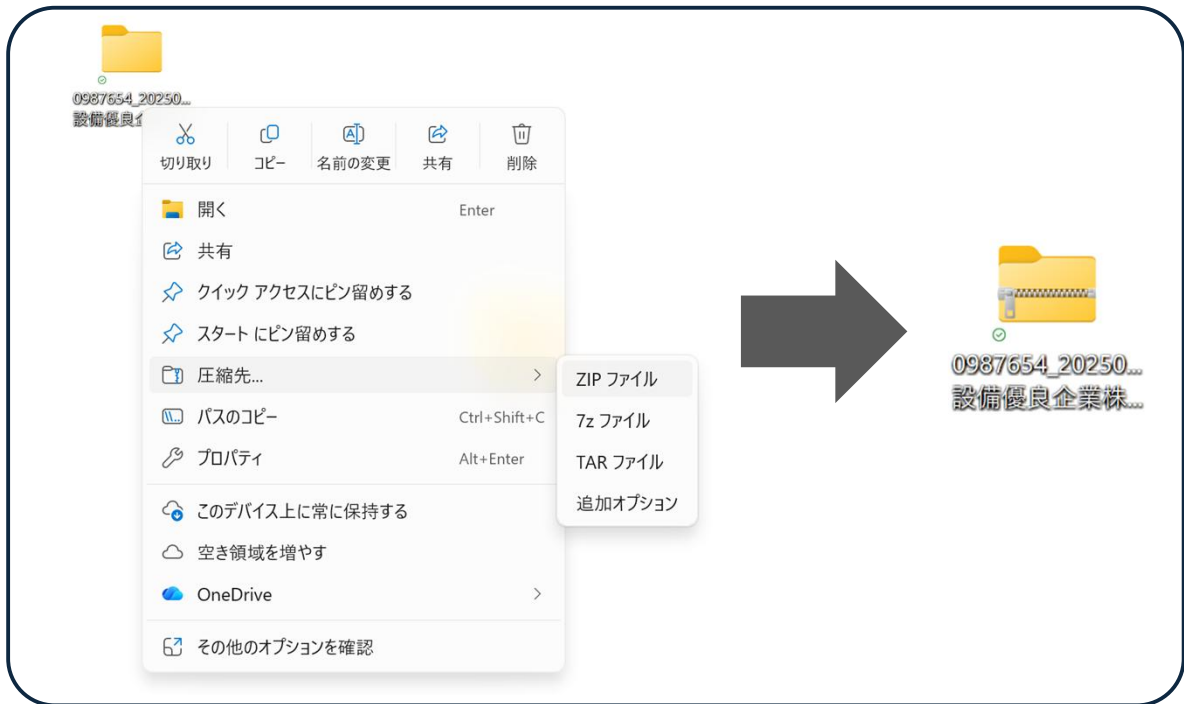 0987654_20250...
設備優良企
切り取り
コピー
名前の変更
共有
削除
開く Enter
共有
クイック アクセスにピン留めする
スタート にピン留めする
圧縮先...
パスのコピー Ctrl+Shift+C
プロパティ Alt+Enter
このデバイス上に常に保持する
空き領域を増やす
OneDrive
その他のオプションを確認
ZIP ファイル
7z ファイル
TAR ファイル
追加オプション
0987654_20250...
設備優良企業株...